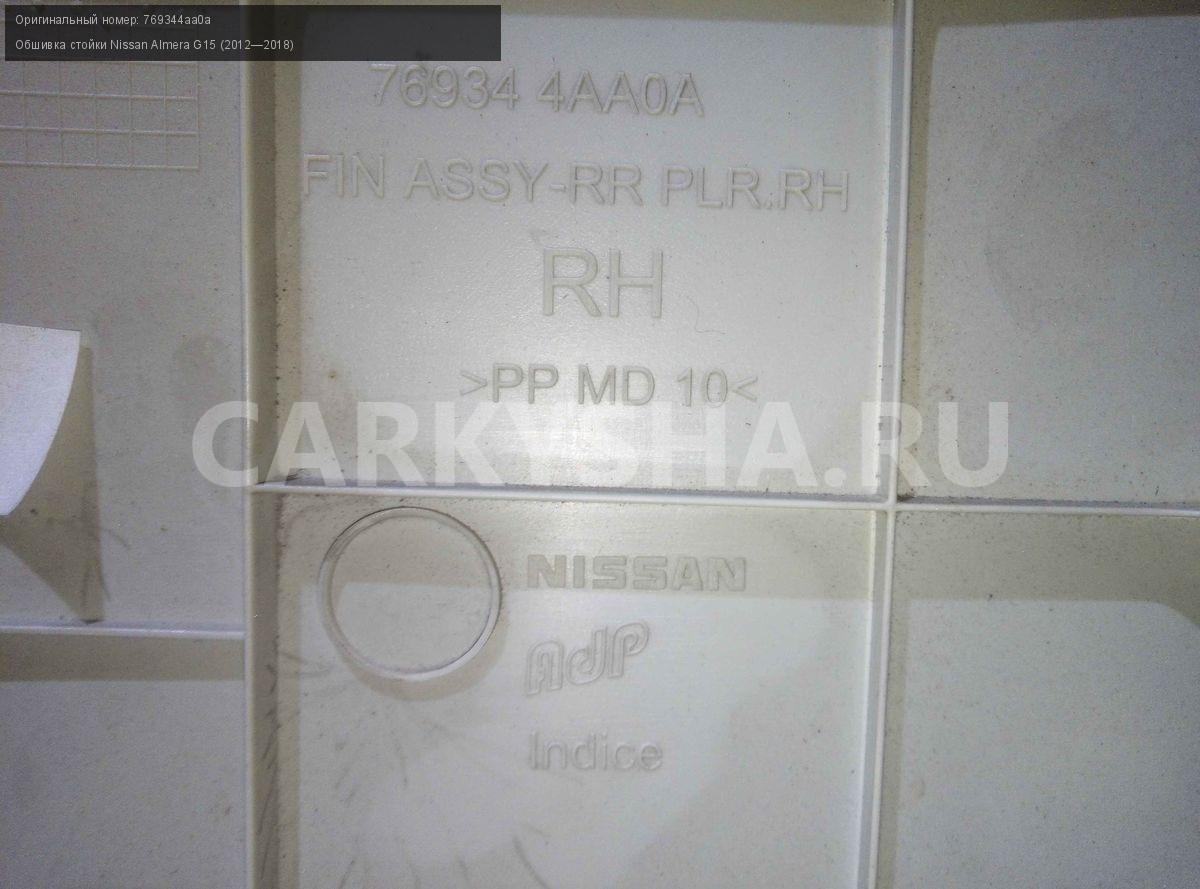 Оригинальный номер: 769344aa0a
Обшивка стойки Nissan Almera G15 (2012—2018)
76934 4AA0A
FIN ASSY-RR PLR.RH
RH
>PP MD 10<
CARKYSHA.RU
NISSAN
AdP
Indice